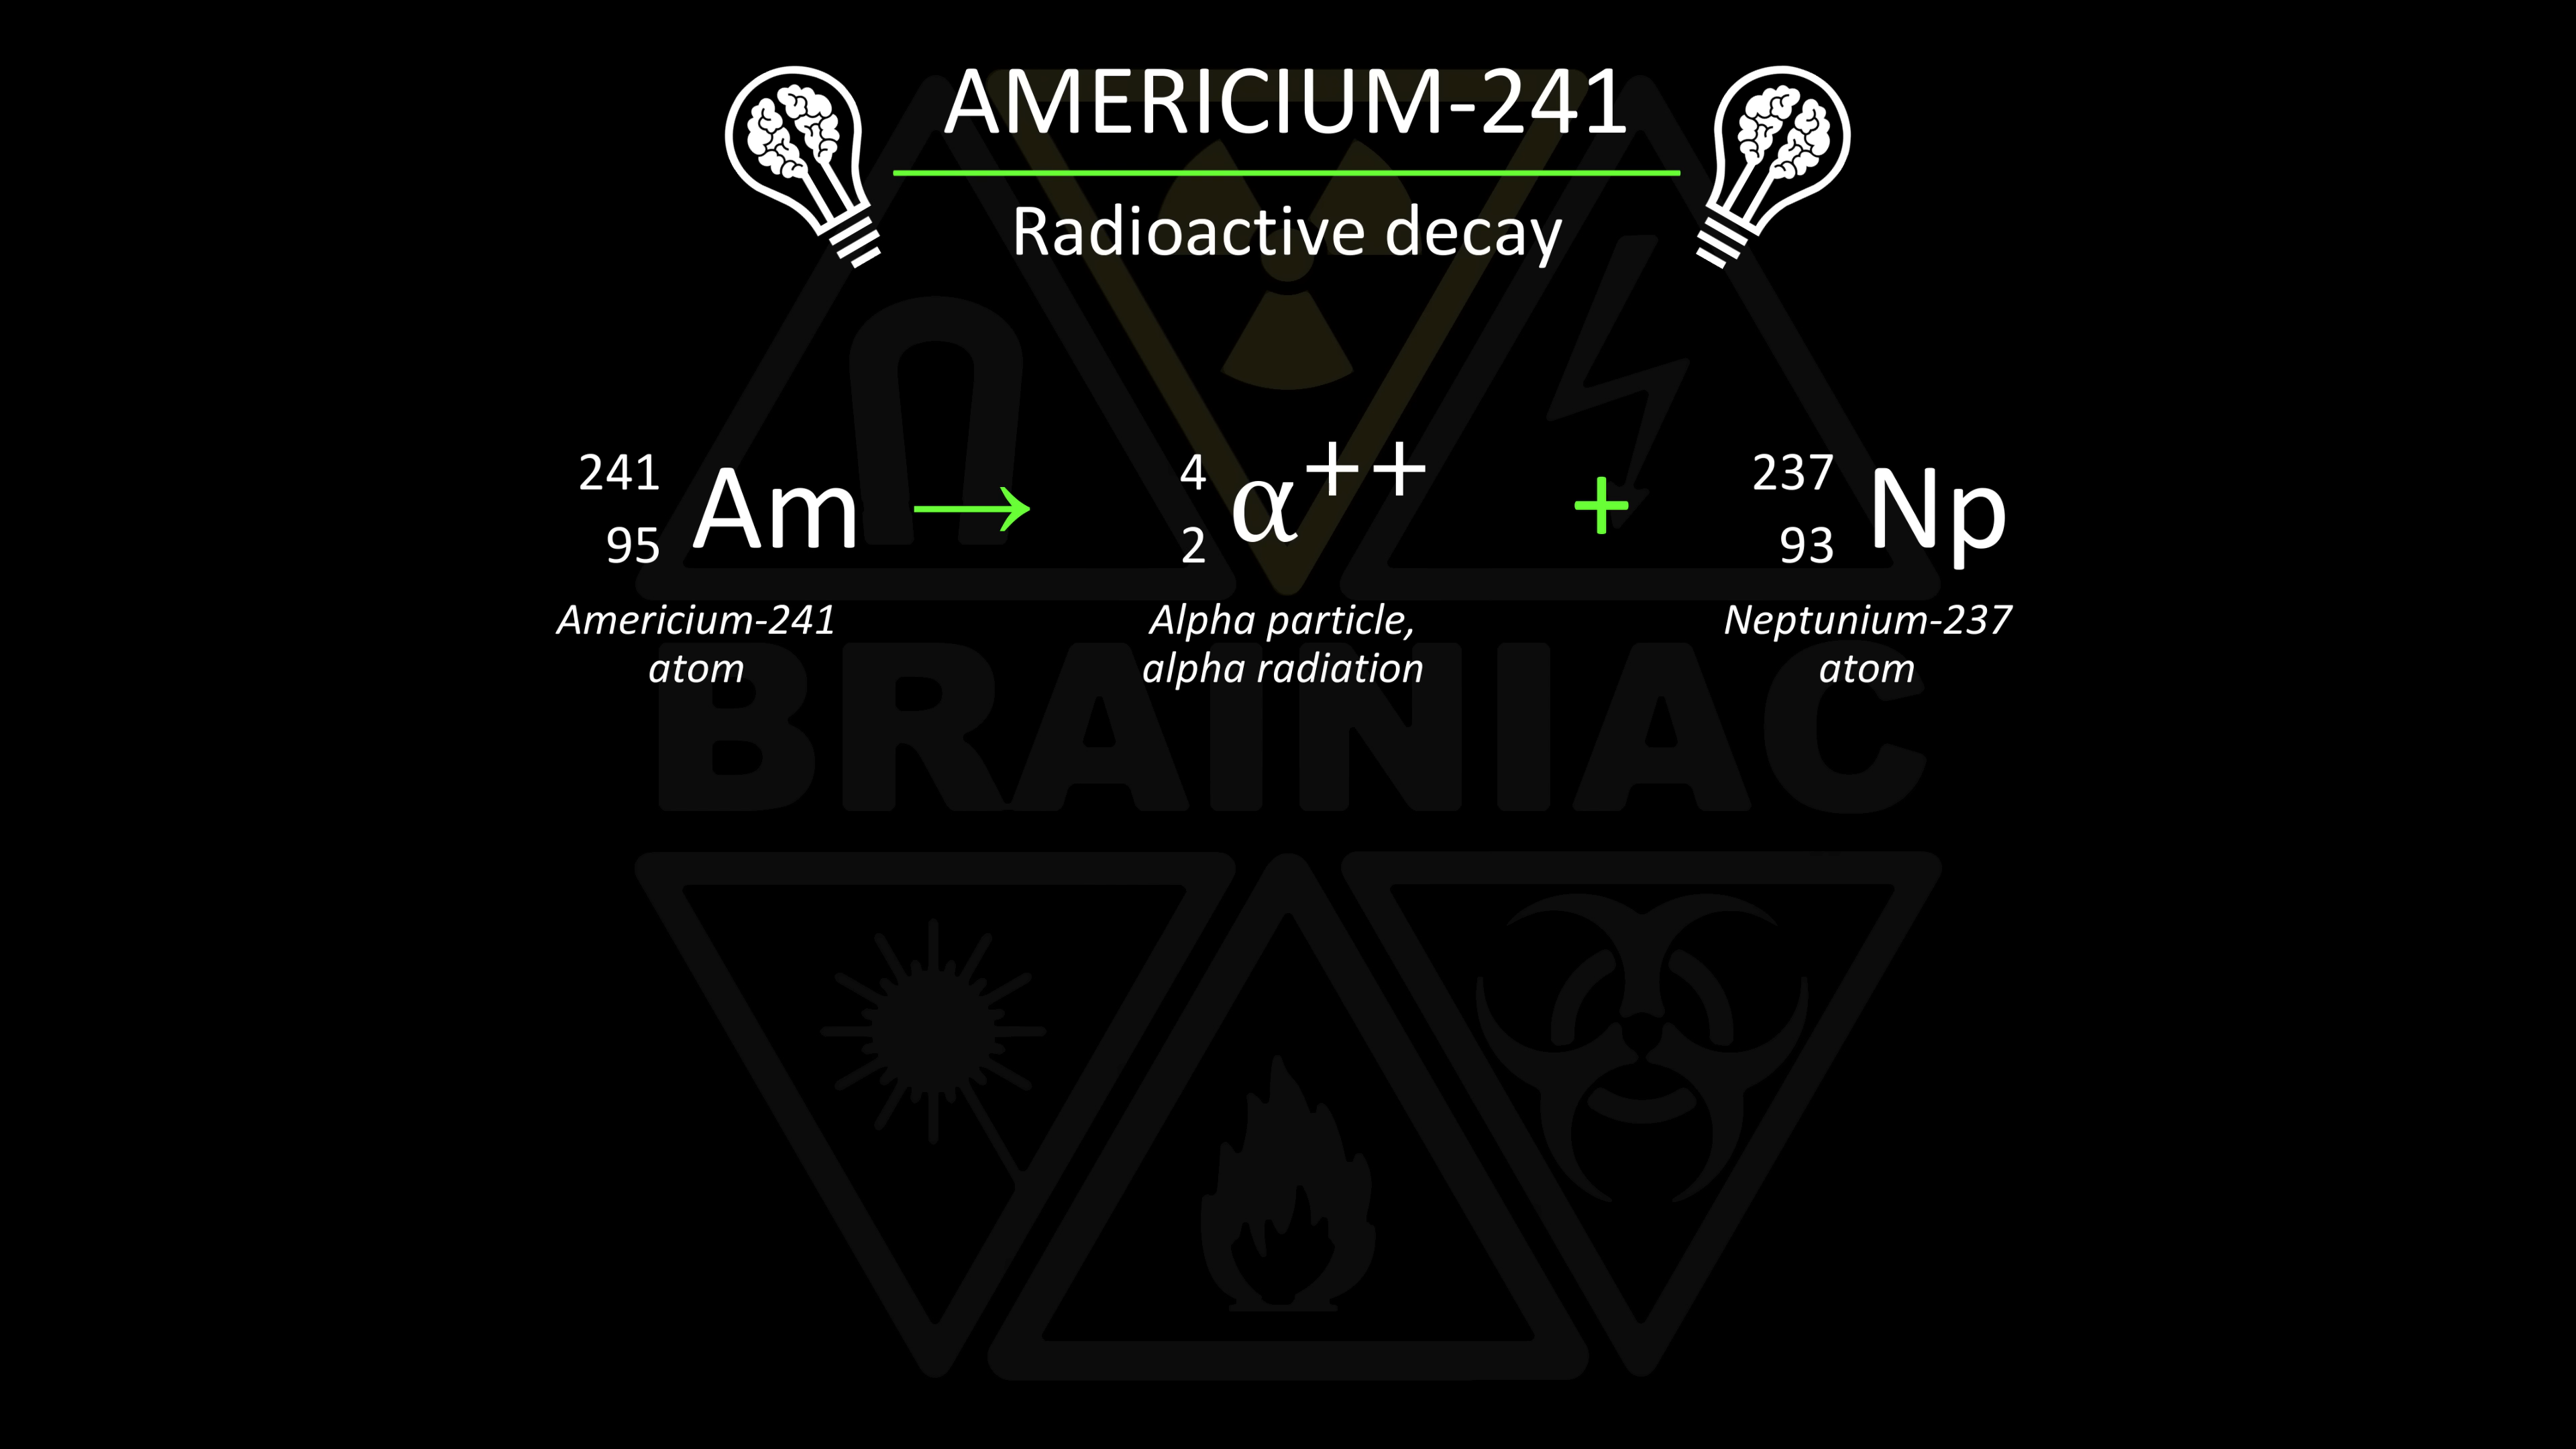 AMERICIUM-241
Radioactive decay
241
95 Am → 4
2 α++ + 237
93 Np
Americium-241
atom
Alpha particle,
alpha radiation
Neptunium-237
atom
BRAINIAC